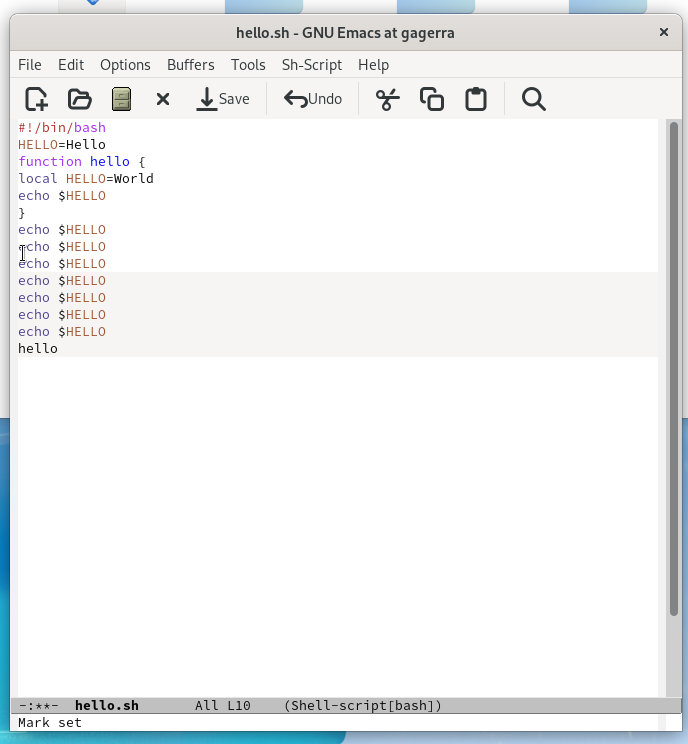 hello.sh - GNU Emacs at gagerra
File Edit Options Buffers Tools Sh-Script Help
Save Undo
#!/bin/bash
HELLO=Hello
function hello {
local HELLO=World
echo $HELLO
}
echo $HELLO
echo $HELLO
echo $HELLO
echo $HELLO
echo $HELLO
echo $HELLO
echo $HELLO
hello
-:**- hello.sh All L10 (Shell-script[bash])
Mark set